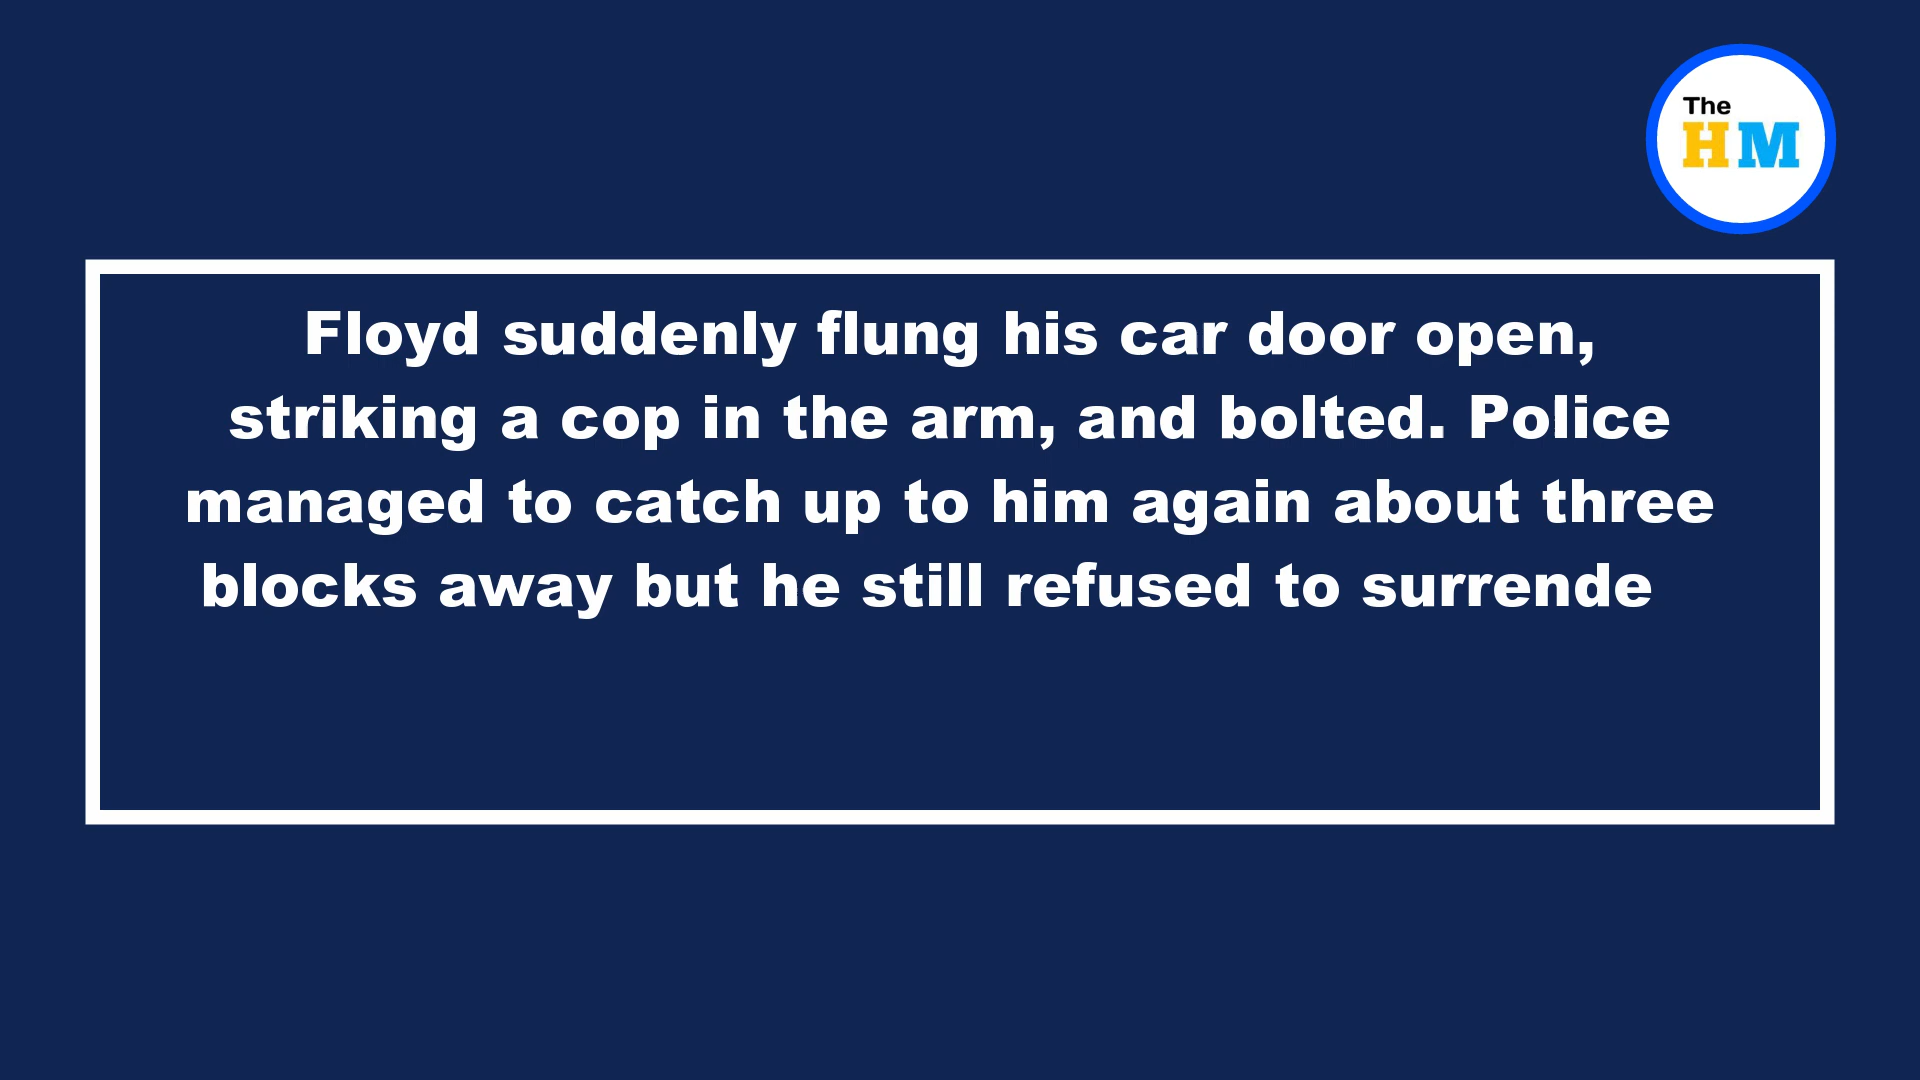 The
HM
Floyd suddenly flung his car door open,
striking a cop in the arm, and bolted. Police
managed to catch up to him again about three
blocks away but he still refused to surrende